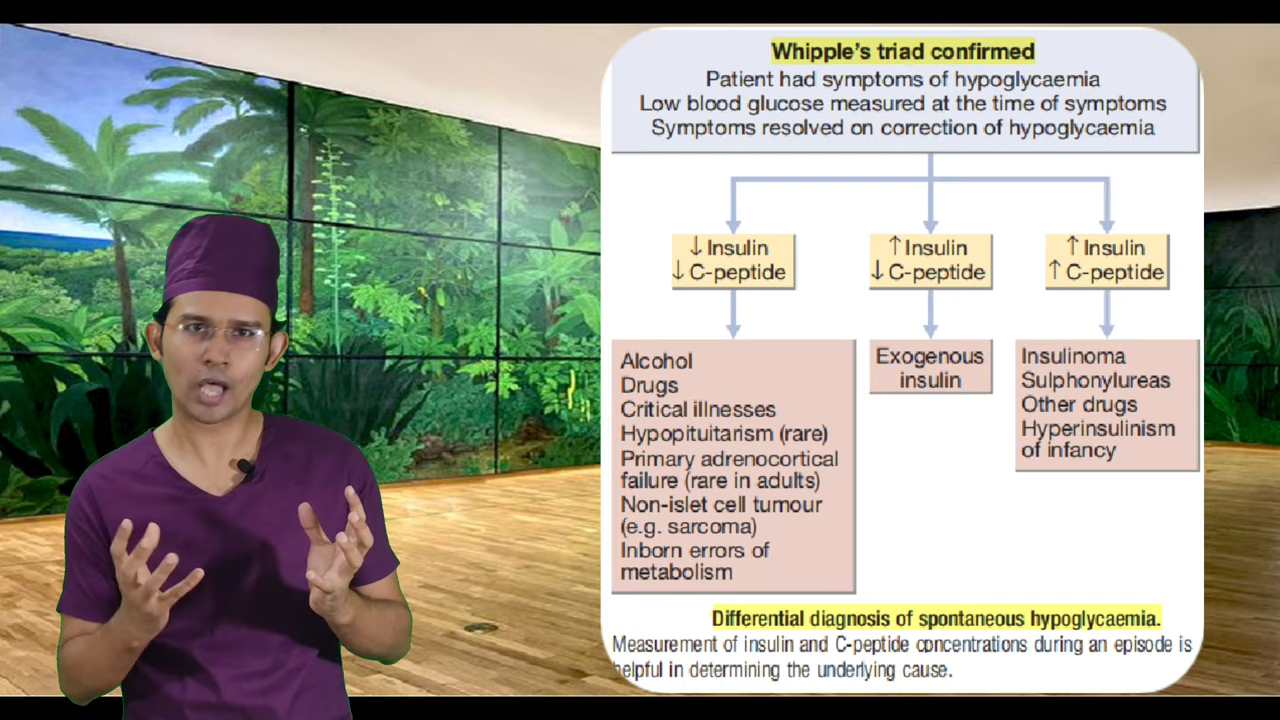 Whipple's triad confirmed
Patient had symptoms of hypoglycaemia
Low blood glucose measured at the time of symptoms
Symptoms resolved on correction of hypoglycaemia
↓ Insulin
↓ C-peptide
↑ Insulin
↓ C-peptide
↑ Insulin
↑ C-peptide
Alcohol
Drugs
Critical illnesses
Hypopituitarism (rare)
Primary adrenocortical
failure (rare in adults)
Non-islet cell tumour
(e.g. sarcoma)
Inborn errors of
metabolism
Exogenous
insulin
Insulinoma
Sulphonylureas
Other drugs
Hyperinsulinism
of infancy
Differential diagnosis of spontaneous hypoglycaemia.
Measurement of insulin and C-peptide concentrations during an episode is
helpful in determining the underlying cause.